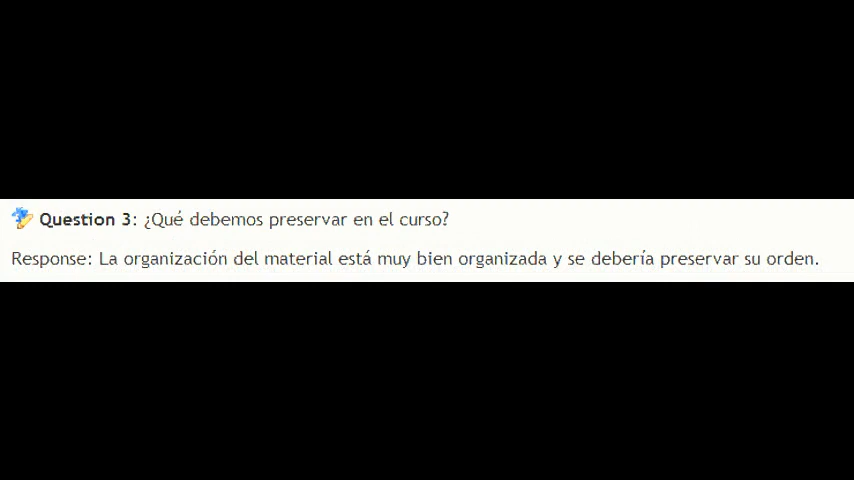 Question 3: ¿Qué debemos preservar en el curso?
Response: La organización del material está muy bien organizada y se debería preservar su orden.